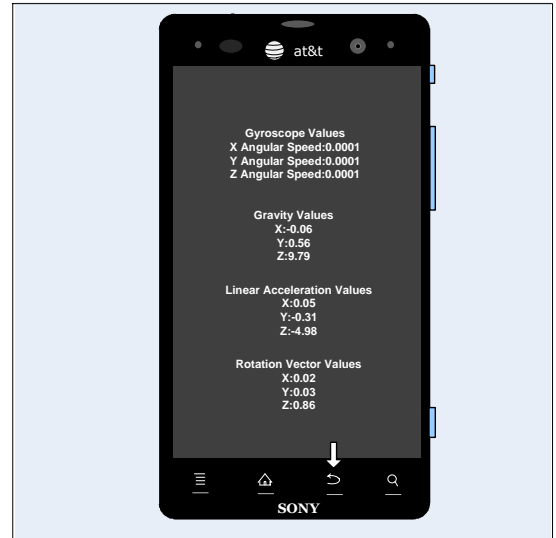 at&t
Gyroscope Values
X Angular Speed:0.0001
Y Angular Speed:0.0001
Z Angular Speed:0.0001
Gravity Values
X:-0.06
Y:0.56
Z:9.79
Linear Acceleration Values
X:0.05
Y:-0.31
Z:-4.98
Rotation Vector Values
X:0.02
Y:0.03
Z:0.86
SONY